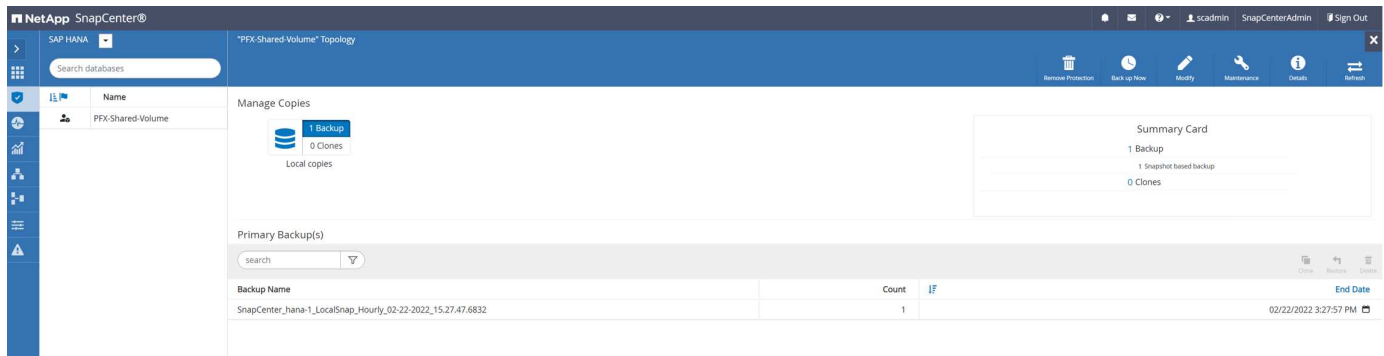 NetApp SnapCenter®
scadmin SnapCenterAdmin Sign Out
SAP HANA
"PFX-Shared-Volume" Topology
Search databases
Remove Protection Back up Now Modify Maintenance Details Refresh
Name
PFX-Shared-Volume
Manage Copies
1 Backup
0 Clones
Local copies
Summary Card
1 Backup
1 Snapshot based backup
0 Clones
Primary Backup(s)
search
Clone Restore Delete
Backup Name Count End Date
SnapCenter_hana-1_LocalSnap_Hourly_02-22-2022_15.27.47.6832 1 02/22/2022 3:27:57 PM